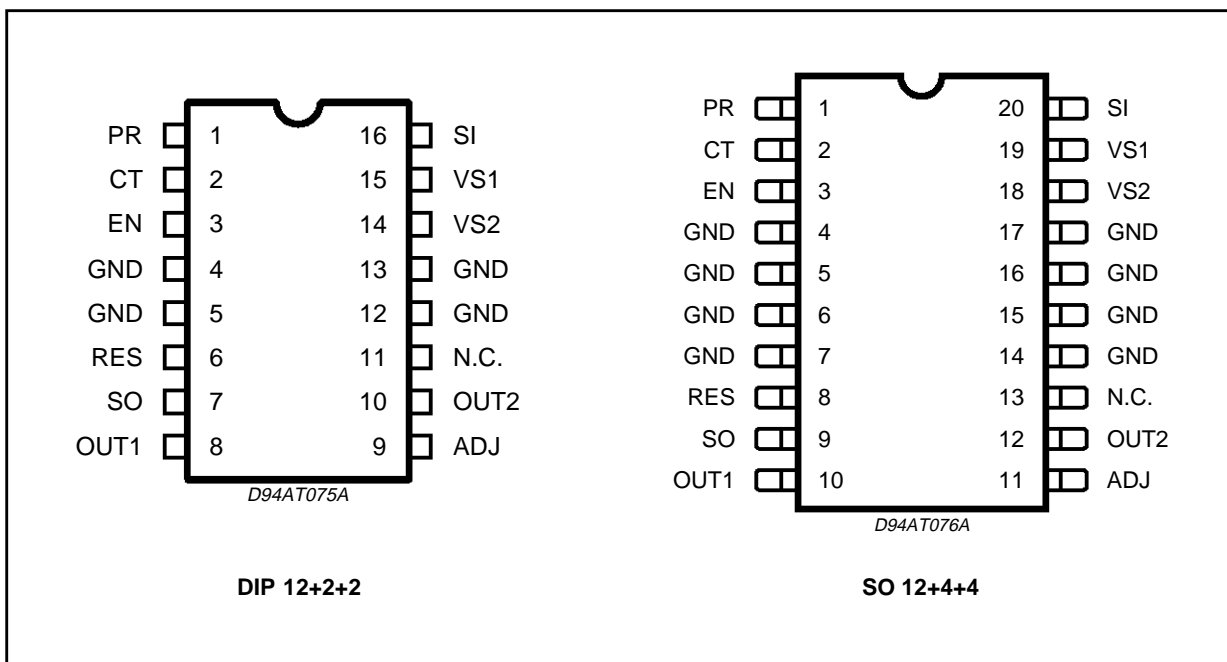 PR 1 16 SI
CT 2 15 VS1
EN 3 14 VS2
GND 4 13 GND
GND 5 12 GND
RES 6 11 N.C.
SO 7 10 OUT2
OUT1 8 9 ADJ
D94AT075A
DIP 12+2+2
PR 1 20 SI
CT 2 19 VS1
EN 3 18 VS2
GND 4 17 GND
GND 5 16 GND
GND 6 15 GND
GND 7 14 GND
RES 8 13 N.C.
SO 9 12 OUT2
OUT1 10 11 ADJ
D94AT076A
SO 12+4+4